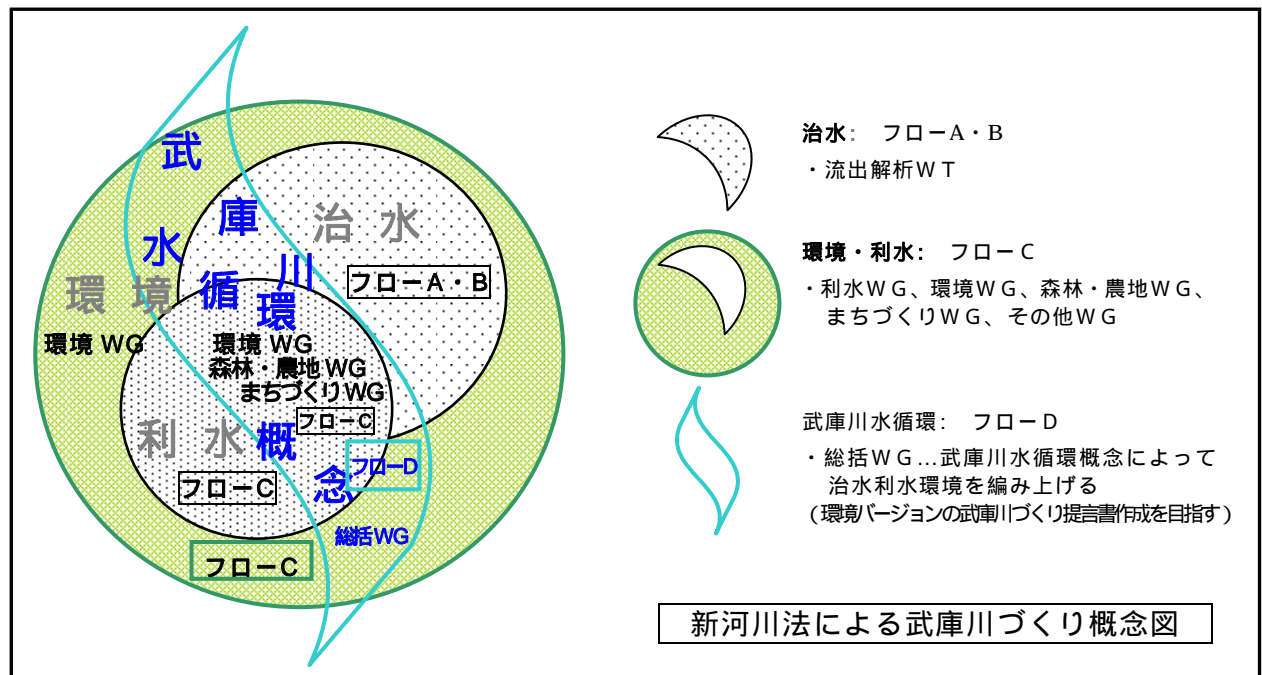 武庫川
水循環概念
治水
フローA・B
環境
環境 WG
環境 WG
森林・農地 WG
まちづくり WG
フローC
利水
フローC
フローD
総括WG
フローC
治水: フローA・B
・流出解析WT
環境・利水: フローC
・利水WG、環境WG、森林・農地WG、
まちづくりWG、その他WG
武庫川水循環: フローD
・総括WG…武庫川水循環概念によって
治水利水環境を編み上げる
(環境バージョンの武庫川づくり提言書作成を目指す)
新河川法による武庫川づくり概念図